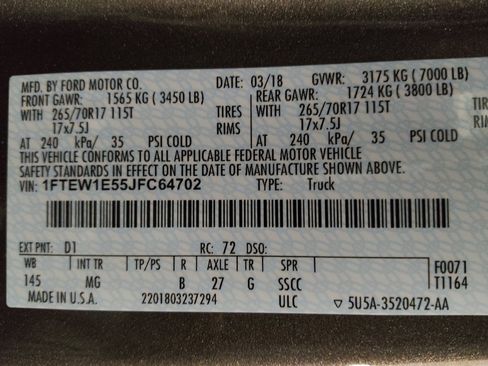 MFD. BY FORD MOTOR CO. DATE: 03/18 GVWR: 3175 KG ( 7000 LB)
FRONT GAWR: 1565 KG ( 3450 LB) REAR GAWR: 1724 KG ( 3800 LB)
WITH 265/70R17 115T TIRES WITH 265/70R17 115T TIRES
17x7.5J RIMS 17x7.5J RIMS
AT 240 kPa/ 35 PSI COLD AT 240 kPa/ 35 PSI COLD
THIS VEHICLE CONFORMS TO ALL APPLICABLE FEDERAL MOTOR VEHICLE
SAFETY STANDARDS IN EFFECT ON THE DATE OF MANUFACTURE SHOWN ABOVE.
VIN: 1FTEW1E55JFC64702 TYPE: Truck
EXT PNT: D1 RC: 72 DSO: F0071
WB INT TR TP/PS R AXLE TR SPR T1164
145 MG B 27 G SSCC
MADE IN U.S.A. 2201803237294 ULC ▽ 5U5A-3520472-AA